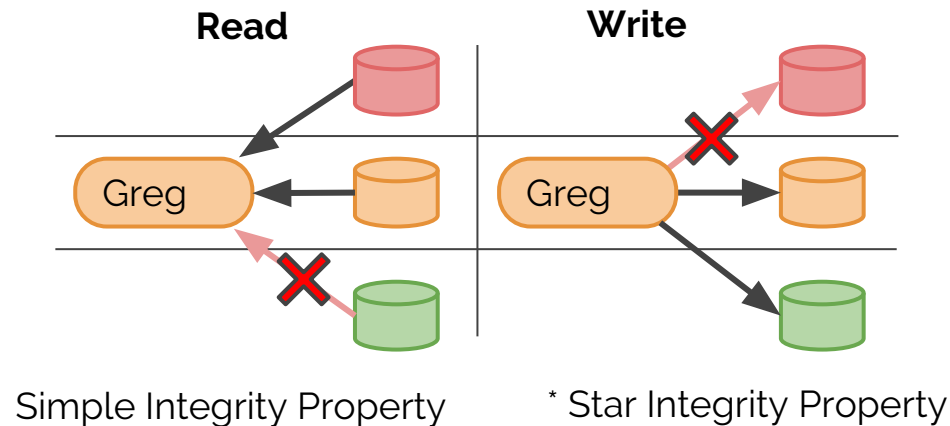 Read
Write
Greg
Greg
Simple Integrity Property
* Star Integrity Property